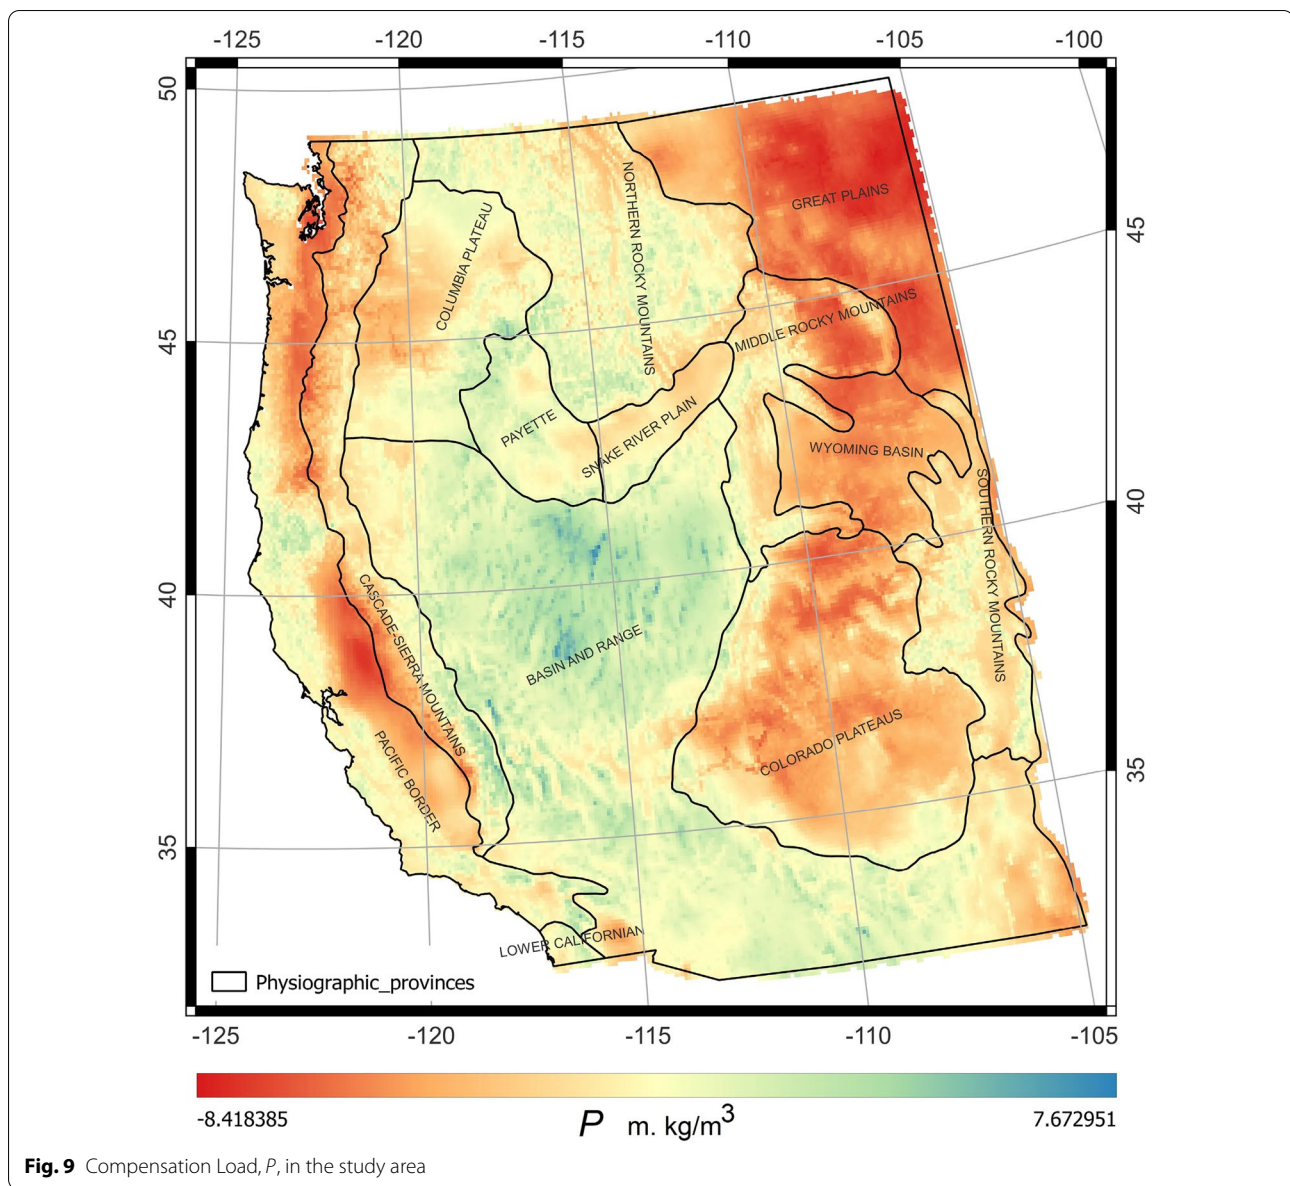 -125 -120 -115 -110 -105 -100
50
GREAT PLAINS
NORTHERN ROCKY MOUNTAINS
COLUMBIA PLATEAU
45
MIDDLE ROCKY MOUNTAINS
45
PAYETTE
SNAKE RIVER PLAIN
WYOMING BASIN
SOUTHERN ROCKY MOUNTAINS
40
CASCADE-SIERRA MOUNTAINS
40
BASIN AND RANGE
COLORADO PLATEAUS
PACIFIC BORDER
35
35
LOWER CALIFORNIAN
Physiographic_provinces
-125 -120 -115 -110 -105
-8.418385 P m. kg/m³ 7.672951
Fig. 9 Compensation Load, P, in the study area